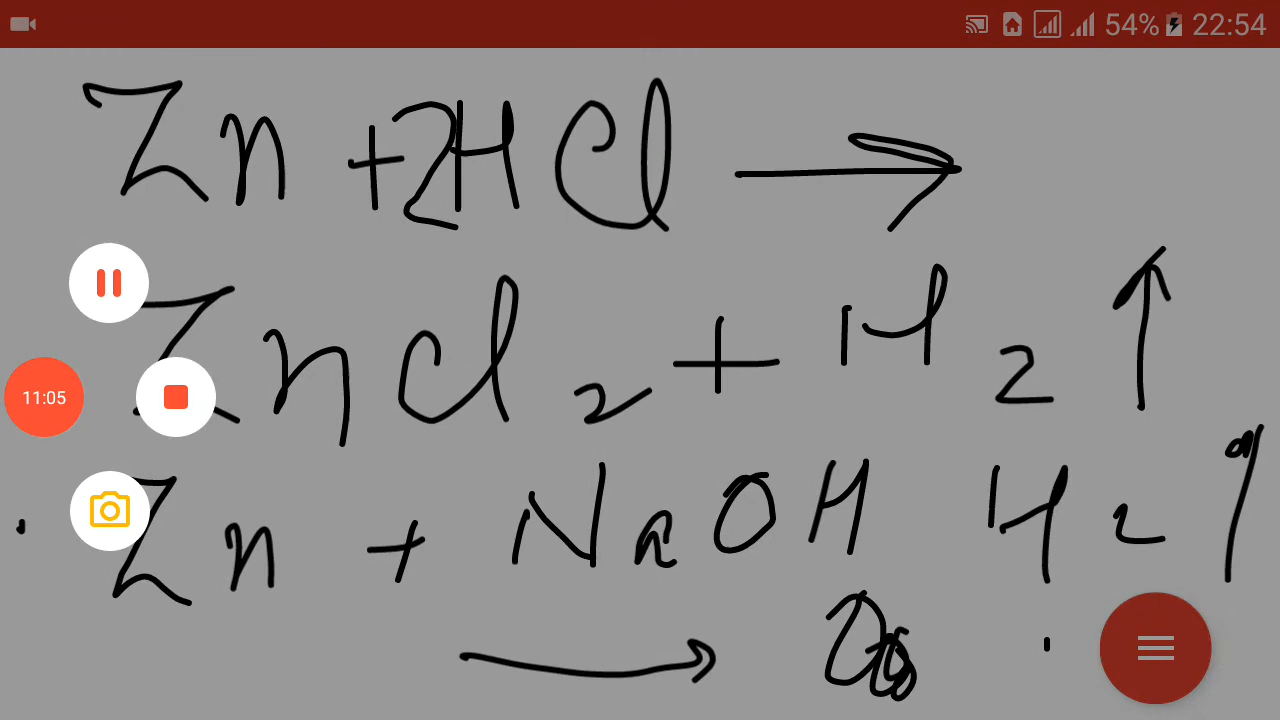 54% 22:54
Zn + 2HCl →
ZnCl2 + H2 ↑
11:05
Zn + NaOH H2 ↑
→